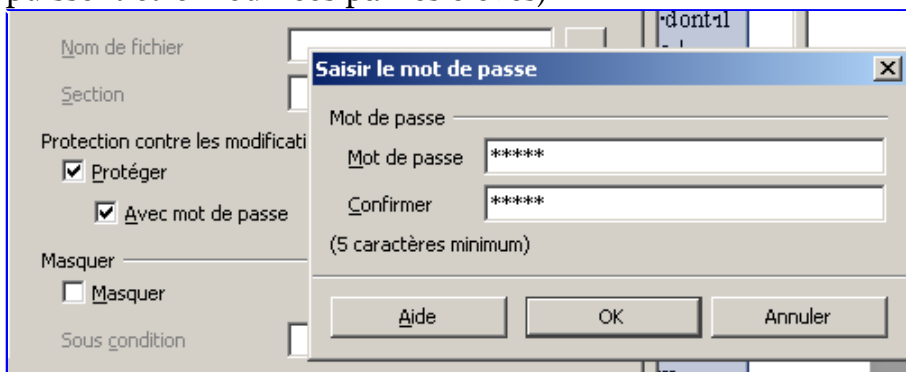 Nom de fichier
Section
Protection contre les modificati
Protéger
Avec mot de passe
Masquer
Masquer
Sous condition
dont il
Saisir le mot de passe
Mot de passe
Mot de passe *****
Confirmer *****
(5 caractères minimum)
Aide OK Annuler